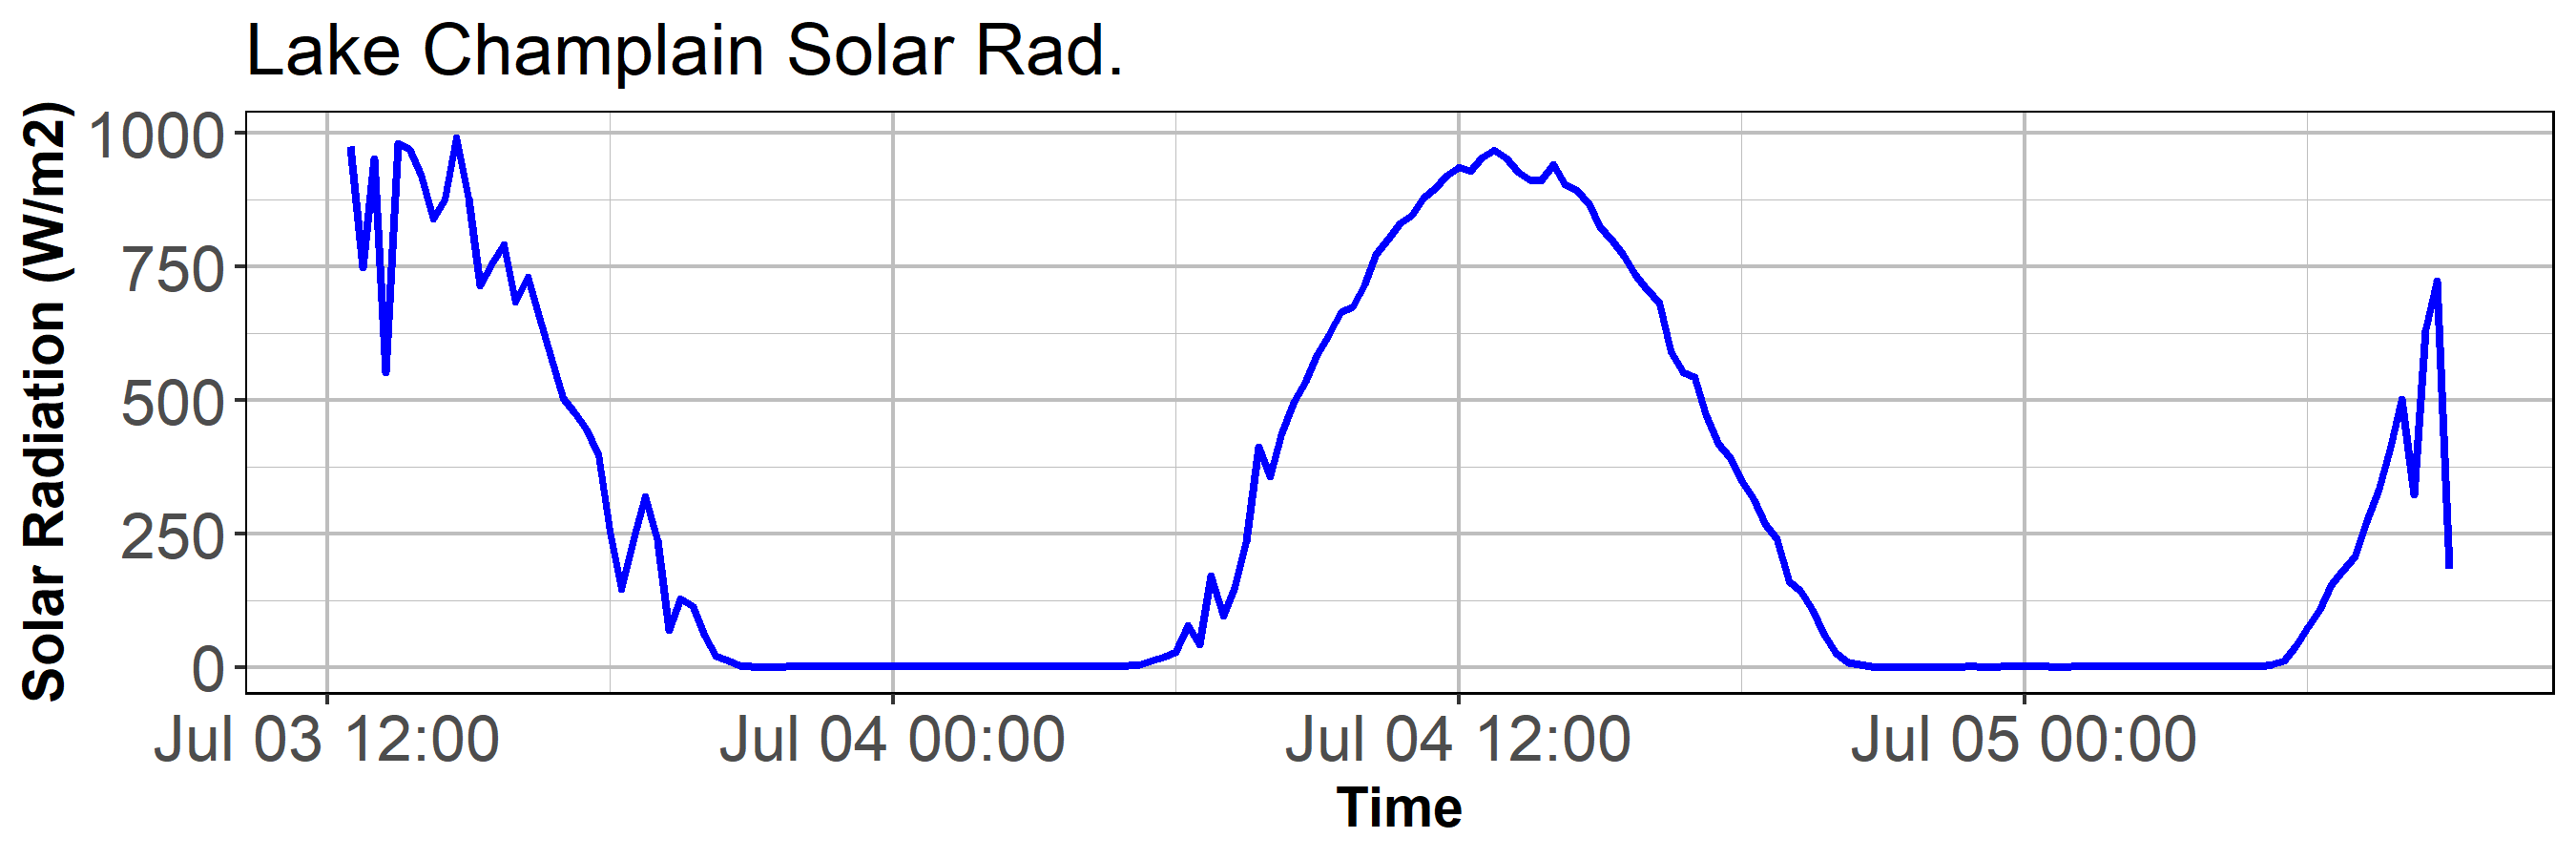 Lake Champlain Solar Rad.
Solar Radiation (W/m2)
1000
750
500
250
0
Jul 03 12:00
Jul 04 00:00
Jul 04 12:00
Jul 05 00:00
Time